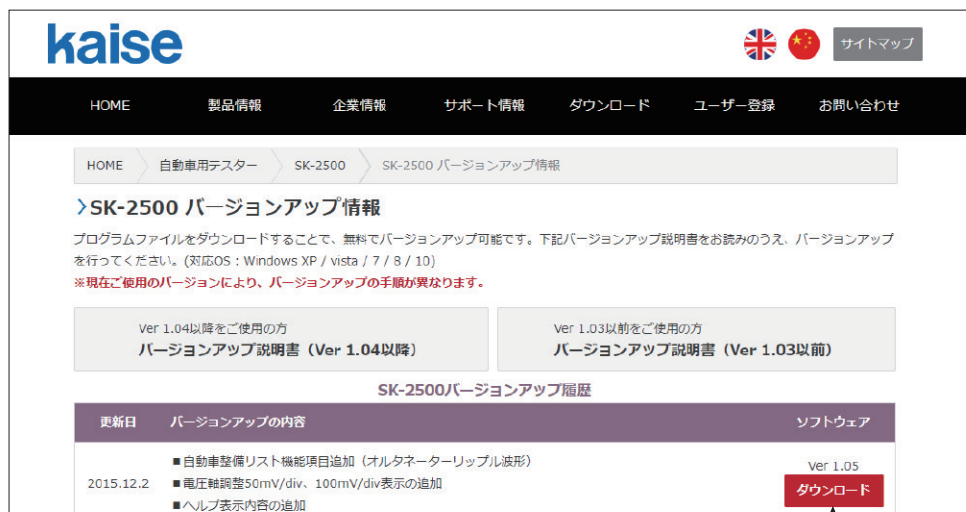 kaise
サイトマップ
HOME 製品情報 企業情報 サポート情報 ダウンロード ユーザー登録 お問い合わせ
HOME 自動車用テスター SK-2500 SK-2500 バージョンアップ情報
SK-2500 バージョンアップ情報
プログラムファイルをダウンロードすることで、無料でバージョンアップ可能です。下記バージョンアップ説明書をお読みのうえ、バージョンアップ
を行ってください。(対応OS : Windows XP / vista / 7 / 8 / 10)
※現在ご使用のバージョンにより、バージョンアップの手順が異なります。
Ver 1.04以降をご使用の方
バージョンアップ説明書（Ver 1.04以降）
Ver 1.03以前をご使用の方
バージョンアップ説明書（Ver 1.03以前）
SK-2500バージョンアップ履歴
更新日 バージョンアップの内容 ソフトウェア
2015.12.2
■自動車整備リスト機能項目追加（オルタネーターリップル波形）
■電圧軸調整50mV/div、100mV/div表示の追加
■ヘルプ表示内容の追加
Ver 1.05
ダウンロード